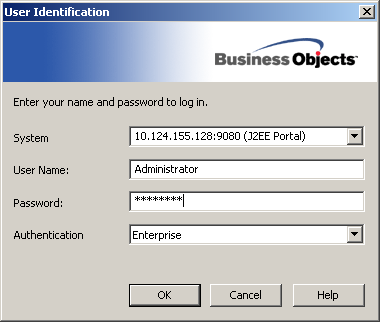 User Identification
Business Objects
Enter your name and password to log in.
System 10.124.155.128:9080 (J2EE Portal)
User Name: Administrator
Password: ********
Authentication Enterprise
OK Cancel Help